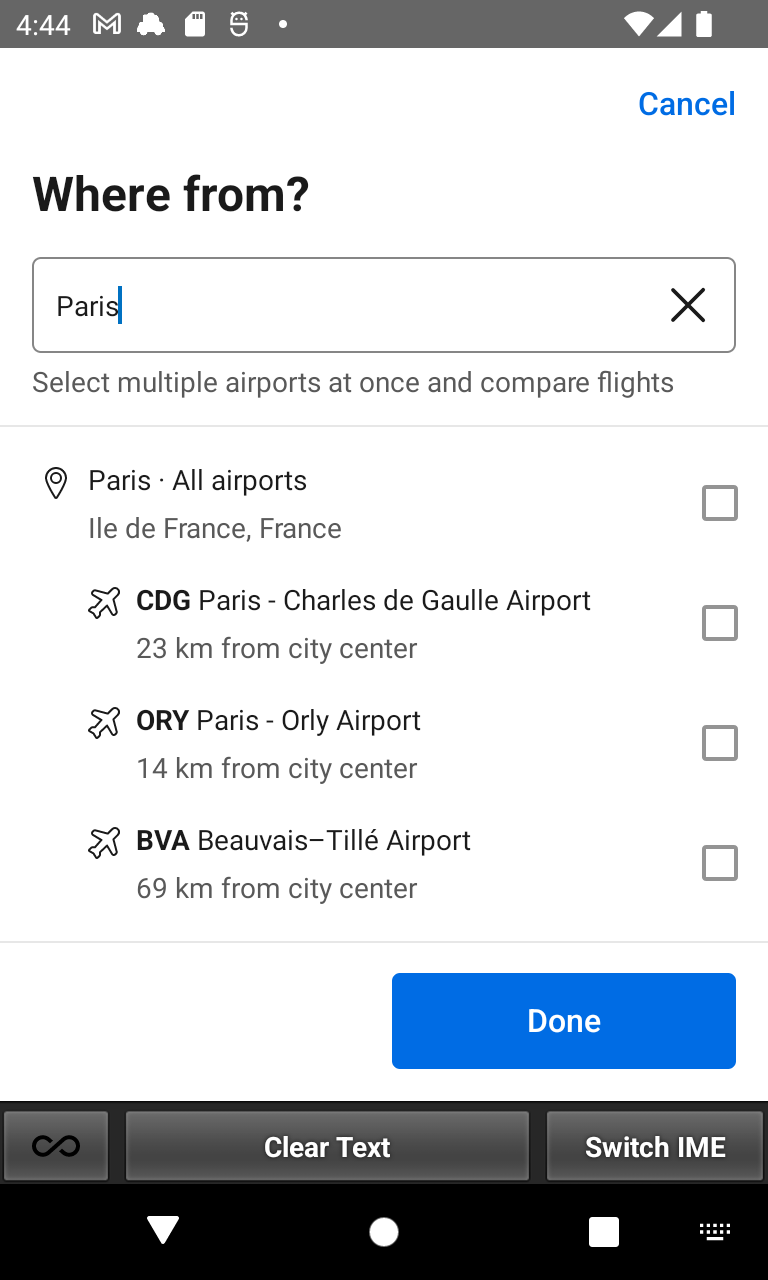 4:44
Cancel
Where from?
Paris
Select multiple airports at once and compare flights
Paris · All airports
Ile de France, France
CDG Paris - Charles de Gaulle Airport
23 km from city center
ORY Paris - Orly Airport
14 km from city center
BVA Beauvais–Tillé Airport
69 km from city center
Done
Clear Text
Switch IME